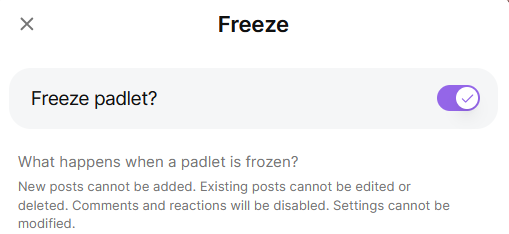 Freeze
Freeze padlet?
What happens when a padlet is frozen?
New posts cannot be added. Existing posts cannot be edited or
deleted. Comments and reactions will be disabled. Settings cannot be
modified.